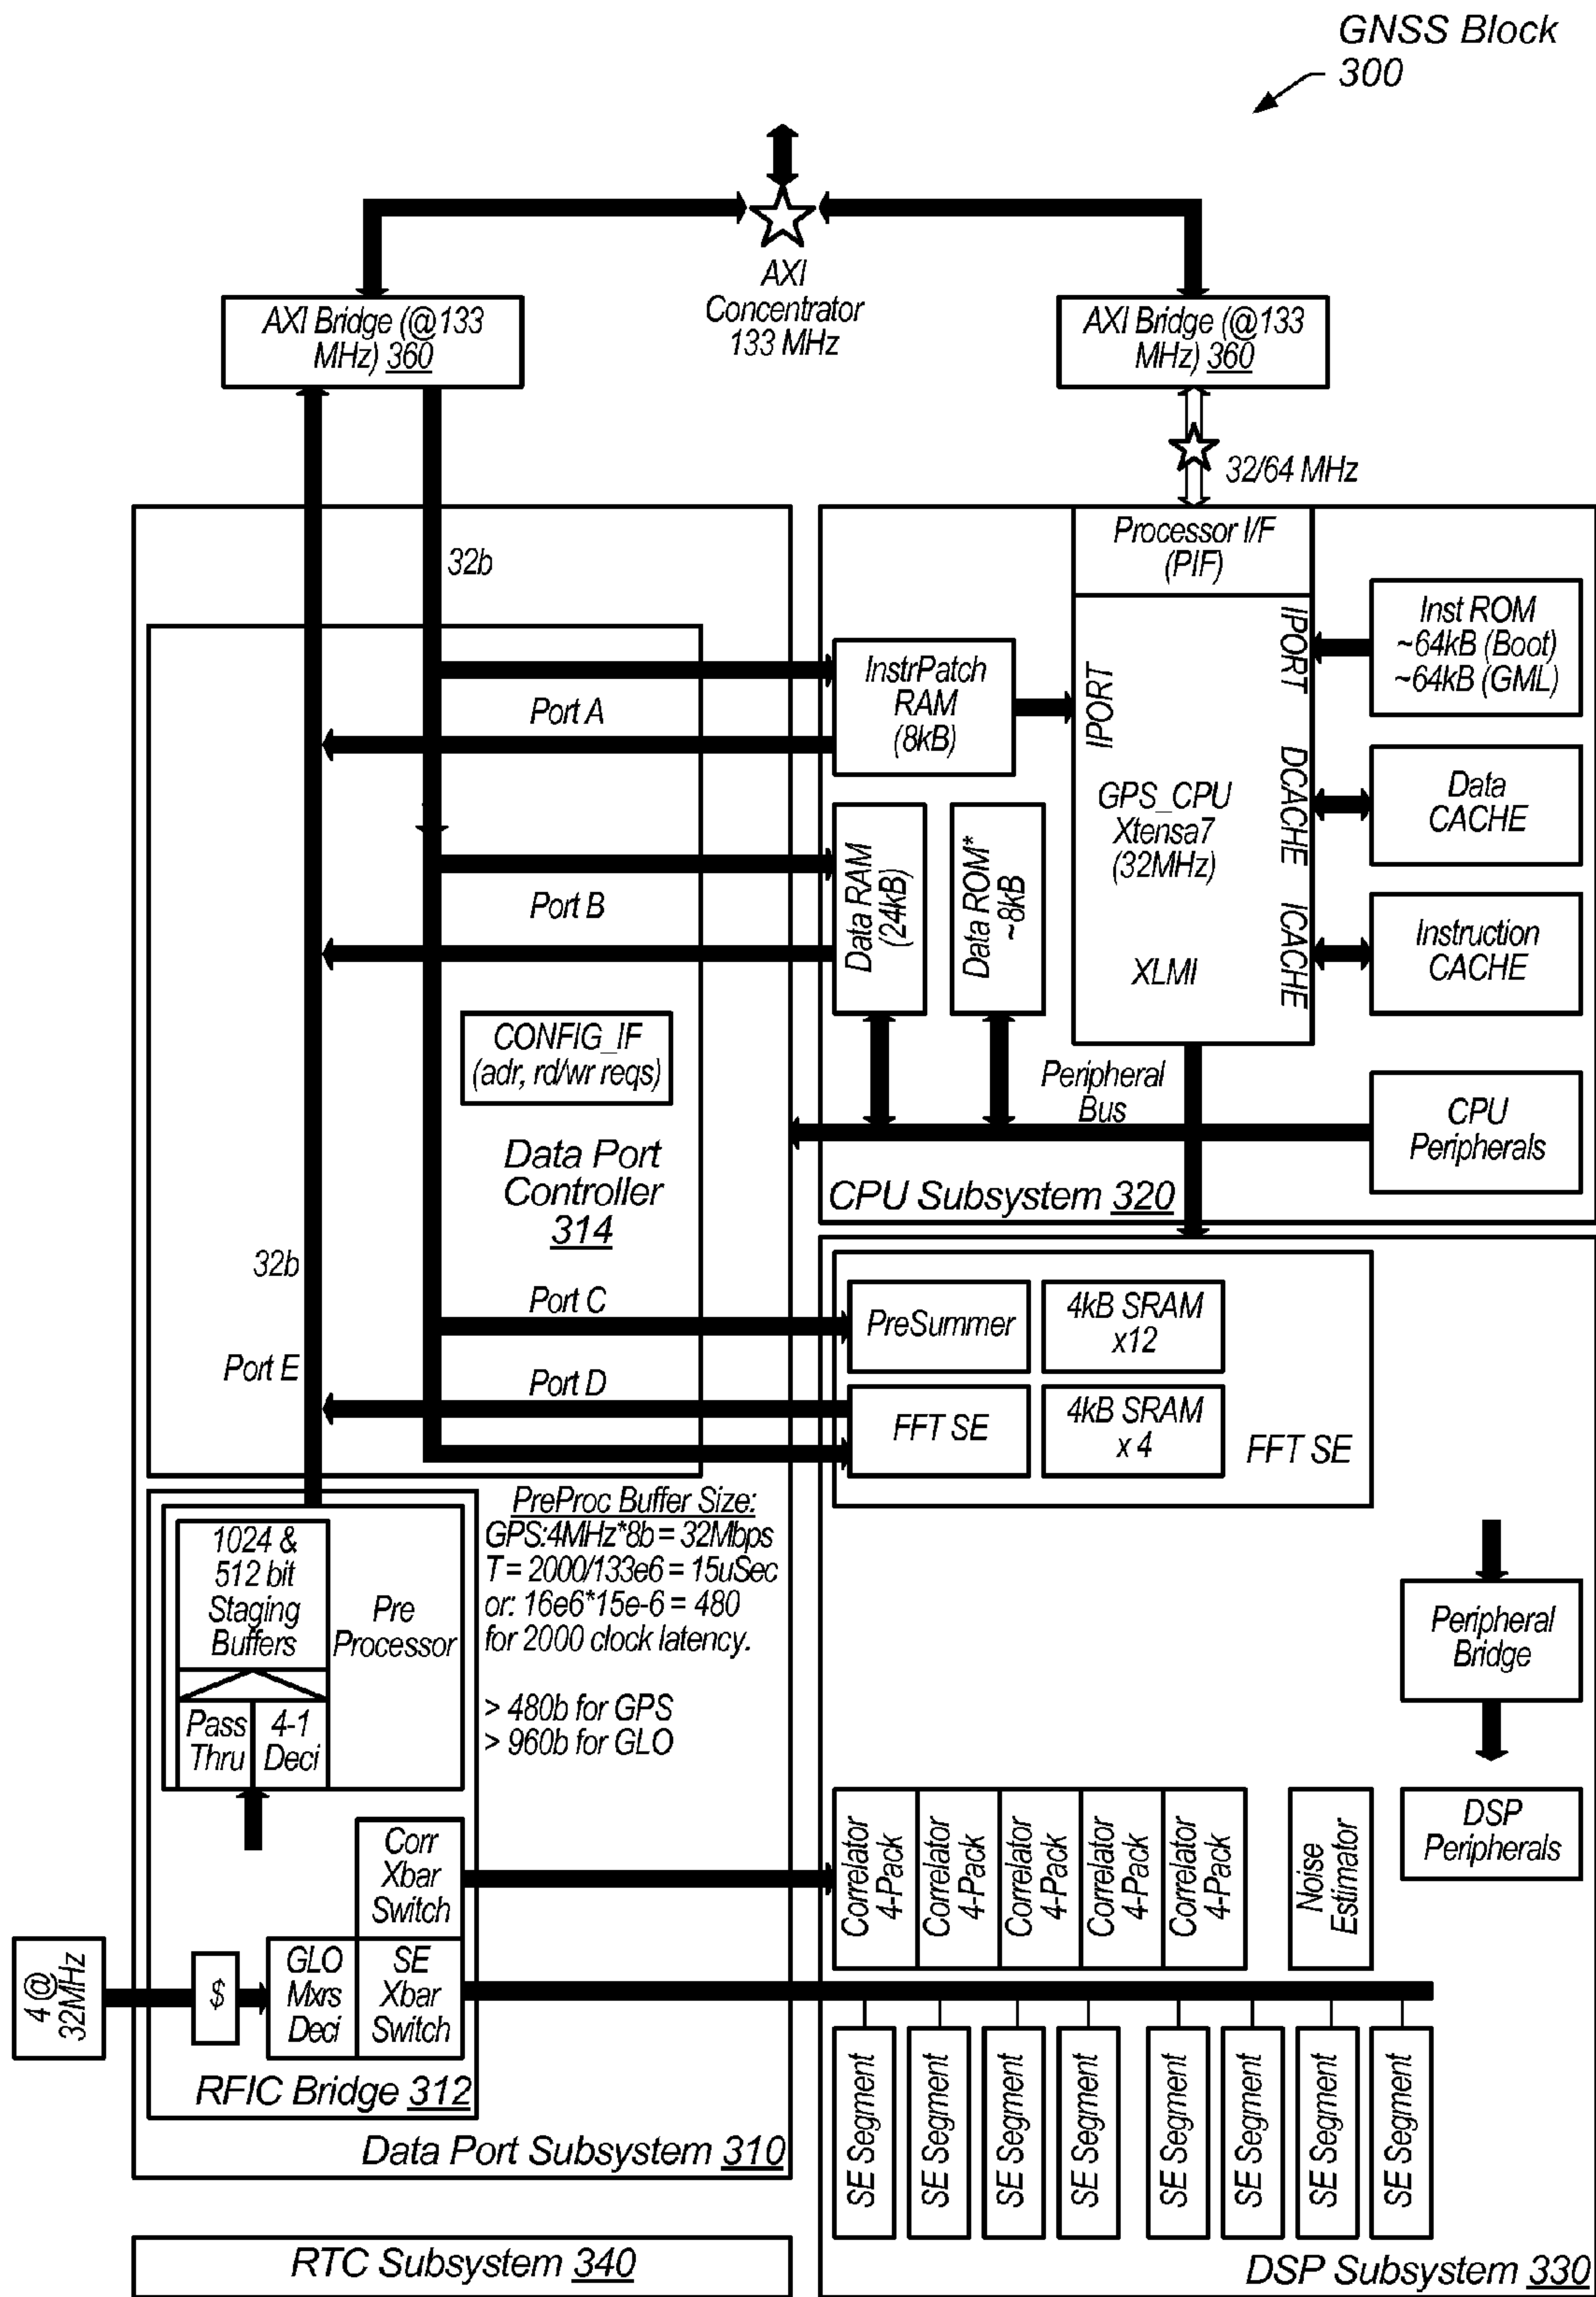 GNSS Block
300
AXI
Concentrator
133 MHz
AXI Bridge (@133
MHz) 360
AXI Bridge (@133
MHz) 360
32/64 MHz
32b
Processor I/F
(PIF)
InstrPatch
RAM
(8kB)
IPORT
IPORT
Inst ROM
~64kB (Boot)
~64kB (GML)
Port A
GPS_CPU
Xtensa7
(32MHz)
DCACHE
Data
CACHE
Data RAM
(24kB)
Data ROM*
~8kB
Port B
XLMI
ICACHE
Instruction
CACHE
CONFIG_IF
(adr, rd/wr reqs)
Peripheral
Bus
CPU
Peripherals
Data Port
Controller
314
CPU Subsystem 320
32b
Port C
PreSummer
4kB SRAM
x12
Port E
Port D
FFT SE
4kB SRAM
x 4
FFT SE
PreProc Buffer Size:
GPS:4MHz*8b = 32Mbps
T = 2000/133e6 = 15uSec
or: 16e6*15e-6 = 480
for 2000 clock latency.
> 480b for GPS
> 960b for GLO
1024 &
512 bit
Staging
Buffers
Pre
Processor
Pass
Thru
4-1
Deci
Peripheral
Bridge
DSP
Peripherals
Corr
Xbar
Switch
Correlator
4-Pack
Correlator
4-Pack
Correlator
4-Pack
Correlator
4-Pack
Correlator
4-Pack
Noise
Estimator
4 @
32MHz
$
GLO
Mxrs
Deci
SE
Xbar
Switch
RFIC Bridge 312
SE Segment
SE Segment
SE Segment
SE Segment
SE Segment
SE Segment
SE Segment
SE Segment
Data Port Subsystem 310
RTC Subsystem 340
DSP Subsystem 330